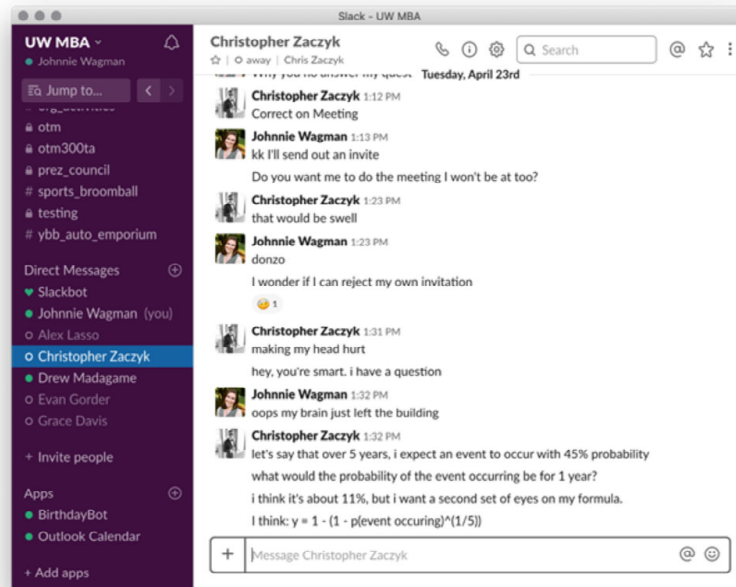 Slack - UW MBA
UW MBA
Johnnie Wagman
Jump to...
org_activities
otm
otm300ta
prez_council
# sports_broomball
testing
# ybb_auto_emporium
Direct Messages
Slackbot
Johnnie Wagman (you)
Alex Lasso
Christopher Zaczyk
Drew Madagame
Evan Gorder
Grace Davis
+ Invite people
Apps
BirthdayBot
Outlook Calendar
+ Add apps
Christopher Zaczyk
away | Chris Zaczyk
Search
Why you no answer my quest
Tuesday, April 23rd
Christopher Zaczyk 1:12 PM
Correct on Meeting
Johnnie Wagman 1:13 PM
kk I'll send out an invite
Do you want me to do the meeting I won't be at too?
Christopher Zaczyk 1:23 PM
that would be swell
Johnnie Wagman 1:23 PM
donzo
I wonder if I can reject my own invitation
1
Christopher Zaczyk 1:31 PM
making my head hurt
hey, you're smart. i have a question
Johnnie Wagman 1:32 PM
oops my brain just left the building
Christopher Zaczyk 1:32 PM
let's say that over 5 years, i expect an event to occur with 45% probability
what would the probability of the event occurring be for 1 year?
i think it's about 11%, but i want a second set of eyes on my formula.
I think: y = 1 - (1 - p(event occuring)^(1/5))
Message Christopher Zaczyk